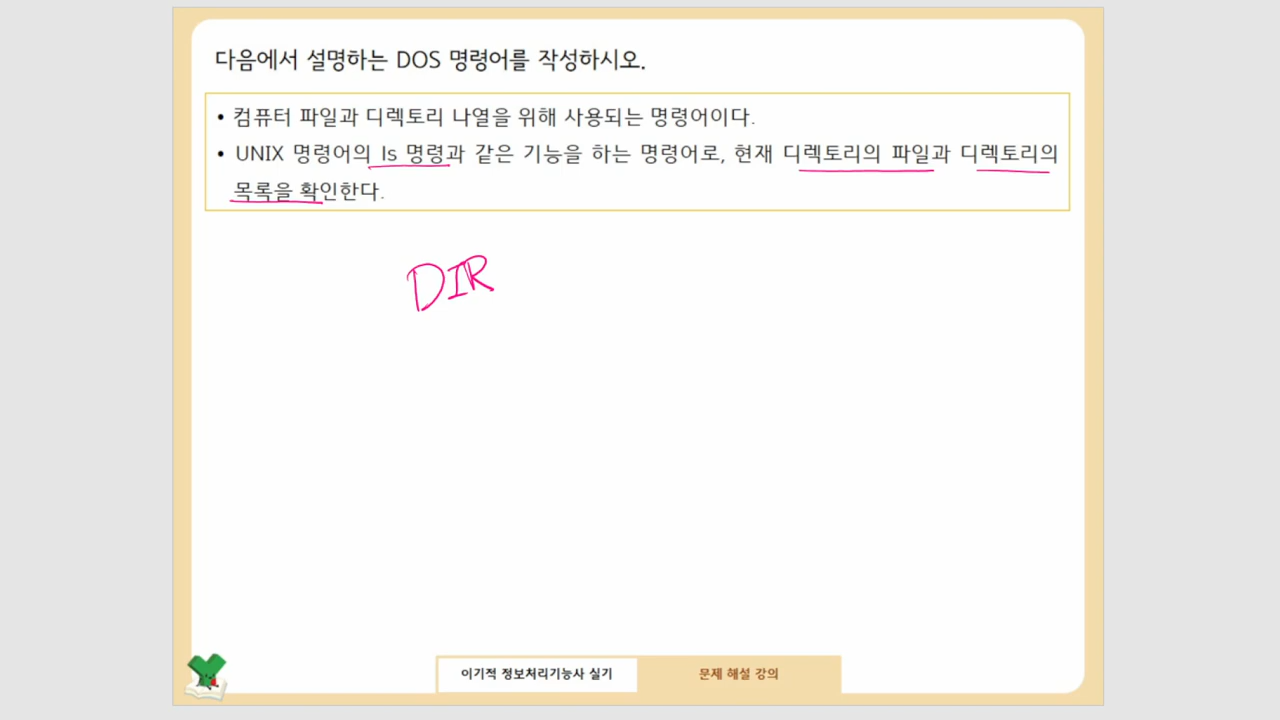 다음에서 설명하는 DOS 명령어를 작성하시오.
• 컴퓨터 파일과 디렉토리 나열을 위해 사용되는 명령어이다.
• UNIX 명령어의 ls 명령과 같은 기능을 하는 명령어로, 현재 디렉토리의 파일과 디렉토리의
목록을 확인한다.
DIR
이기적 정보처리기능사 실기
문제 해설 강의